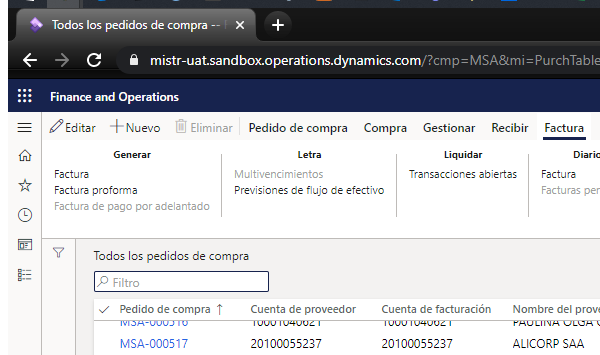 Todos los pedidos de compra --
mistr-uat.sandbox.operations.dynamics.com/?cmp=MSA&mi=PurchTable
Finance and Operations
Editar Nuevo Eliminar Pedido de compra Compra Gestionar Recibir Factura
Generar Letra Liquidar Diario
Factura Multivencimientos Transacciones abiertas Factura
Factura proforma Previsiones de flujo de efectivo Facturas pen
Factura de pago por adelantado
Todos los pedidos de compra
Filtro
Pedido de compra ↑ Cuenta de proveedor Cuenta de facturación Nombre del prove
MSA-000516 10001040621 10001040621 PAULINA OLGA
MSA-000517 20100055237 20100055237 ALICORP SAA